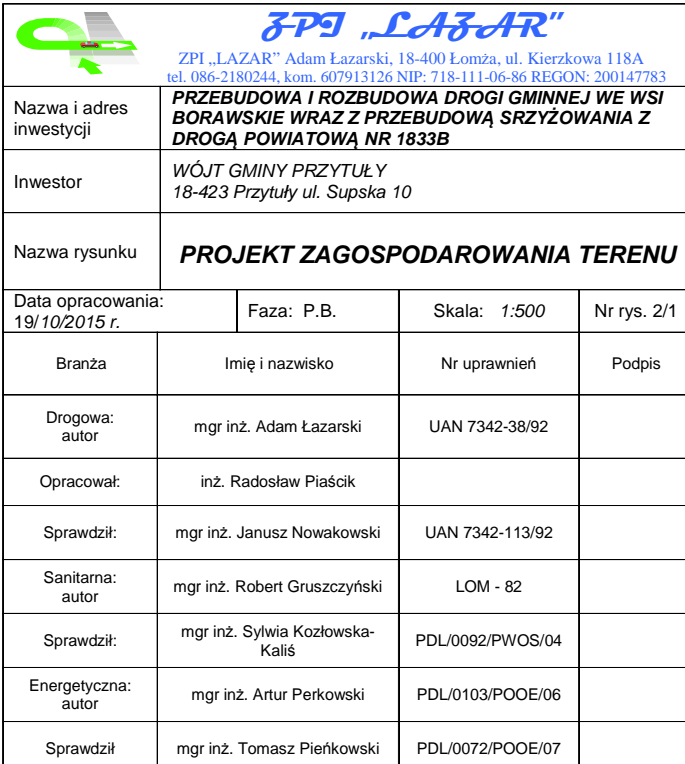 ZPI „LAZAR”
ZPI „LAZAR” Adam Łazarski, 18-400 Łomża, ul. Kierzkowa 118A
tel. 086-2180244, kom. 607913126 NIP: 718-111-06-86 REGON: 200147783
Nazwa i adres
inwestycji
PRZEBUDOWA I ROZBUDOWA DROGI GMINNEJ WE WSI
BORAWSKIE WRAZ Z PRZEBUDOWĄ SRZYŻOWANIA Z
DROGĄ POWIATOWĄ NR 1833B
Inwestor
WÓJT GMINY PRZYTUŁY
18-423 Przytuły ul. Supska 10
Nazwa rysunku
PROJEKT ZAGOSPODAROWANIA TERENU
Data opracowania:
19/10/2015 r.
Faza: P.B.
Skala: 1:500
Nr rys. 2/1
Branża
Imię i nazwisko
Nr uprawnień
Podpis
Drogowa:
autor
mgr inż. Adam Łazarski
UAN 7342-38/92
Opracował:
inż. Radosław Piaścik
Sprawdził:
mgr inż. Janusz Nowakowski
UAN 7342-113/92
Sanitarna:
autor
mgr inż. Robert Gruszczyński
LOM - 82
Sprawdził:
mgr inż. Sylwia Kozłowska-
Kaliś
PDL/0092/PWOS/04
Energetyczna:
autor
mgr inż. Artur Perkowski
PDL/0103/POOE/06
Sprawdził
mgr inż. Tomasz Pieńkowski
PDL/0072/POOE/07